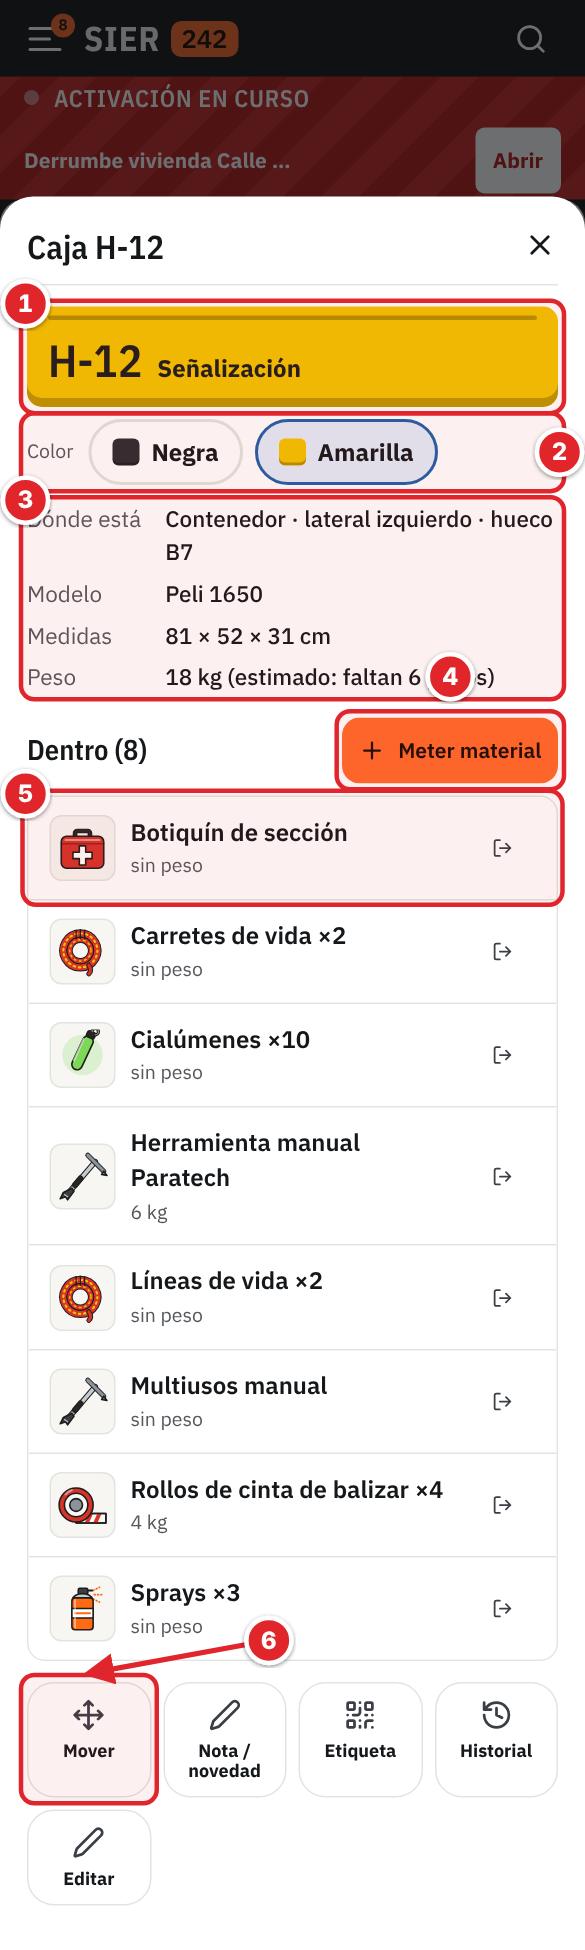 8
SIER 242
ACTIVACIÓN EN CURSO
Derrumbe vivienda Calle ...
Abrir
Caja H-12
1
H-12 Señalización
Color
Negra
Amarilla
2
3
Dónde está
Contenedor · lateral izquierdo · hueco
B7
Modelo
Peli 1650
Medidas
81 × 52 × 31 cm
Peso
18 kg (estimado: faltan 6
4
s)
Dentro (8)
Meter material
5
Botiquín de sección
sin peso
Carretes de vida ×2
sin peso
Cialúmenes ×10
sin peso
Herramienta manual
Paratech
6 kg
Líneas de vida ×2
sin peso
Multiusos manual
sin peso
Rollos de cinta de balizar ×4
4 kg
Sprays ×3
sin peso
6
Mover
Nota /
novedad
Etiqueta
Historial
Editar